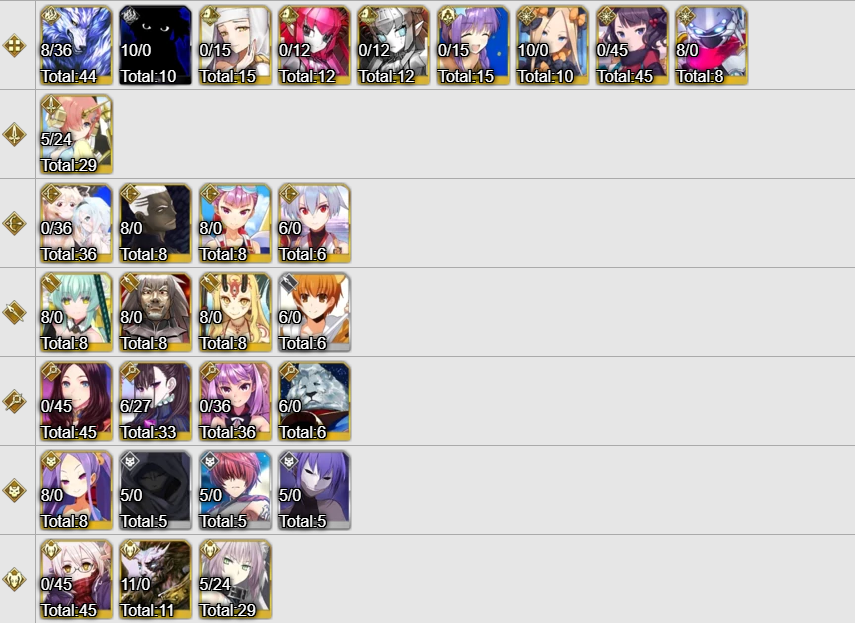 8/36 10/0 0/15 0/12 0/12 0/15 10/0 0/45 8/0
Total:44 Total:10 Total:15 Total:12 Total:12 Total:15 Total:10 Total:45 Total:8
5/24
Total:29
0/36 8/0 8/0 6/0
Total:36 Total:8 Total:8 Total:6
8/0 8/0 8/0 6/0
Total:8 Total:8 Total:8 Total:6
0/45 6/27 0/36 6/0
Total:45 Total:33 Total:36 Total:6
8/0 5/0 5/0 5/0
Total:8 Total:5 Total:5 Total:5
0/45 11/0 5/24
Total:45 Total:11 Total:29